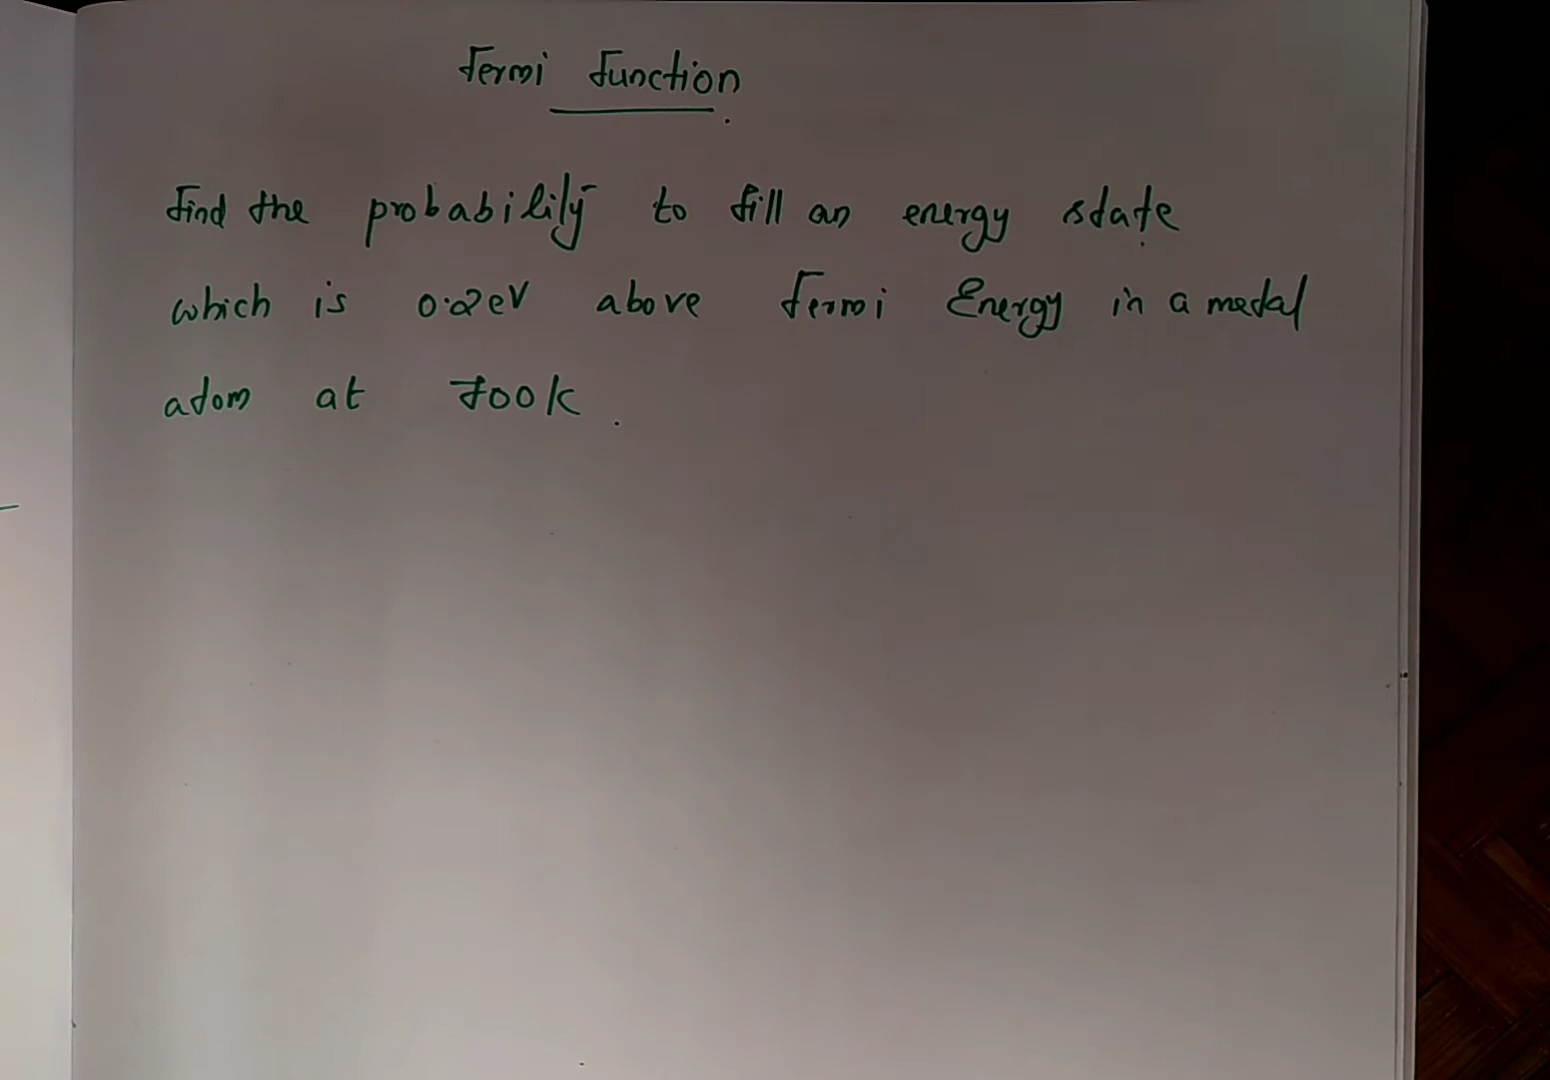 Fermi Function
Find the probability to fill an energy state
which is 0.2eV above Fermi Energy in a metal
atom at 700K.